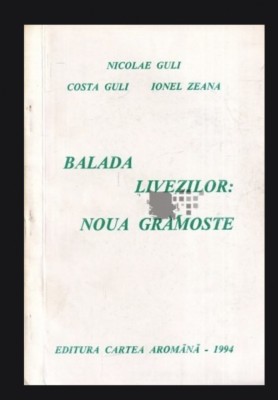 NICOLAE GULI
COSTA GULI IONEL ZEANA
BALADA
LIVEZILOR:
NOUA GRAMOSTE
EDITURA CARTEA AROMÂNĂ - 1994